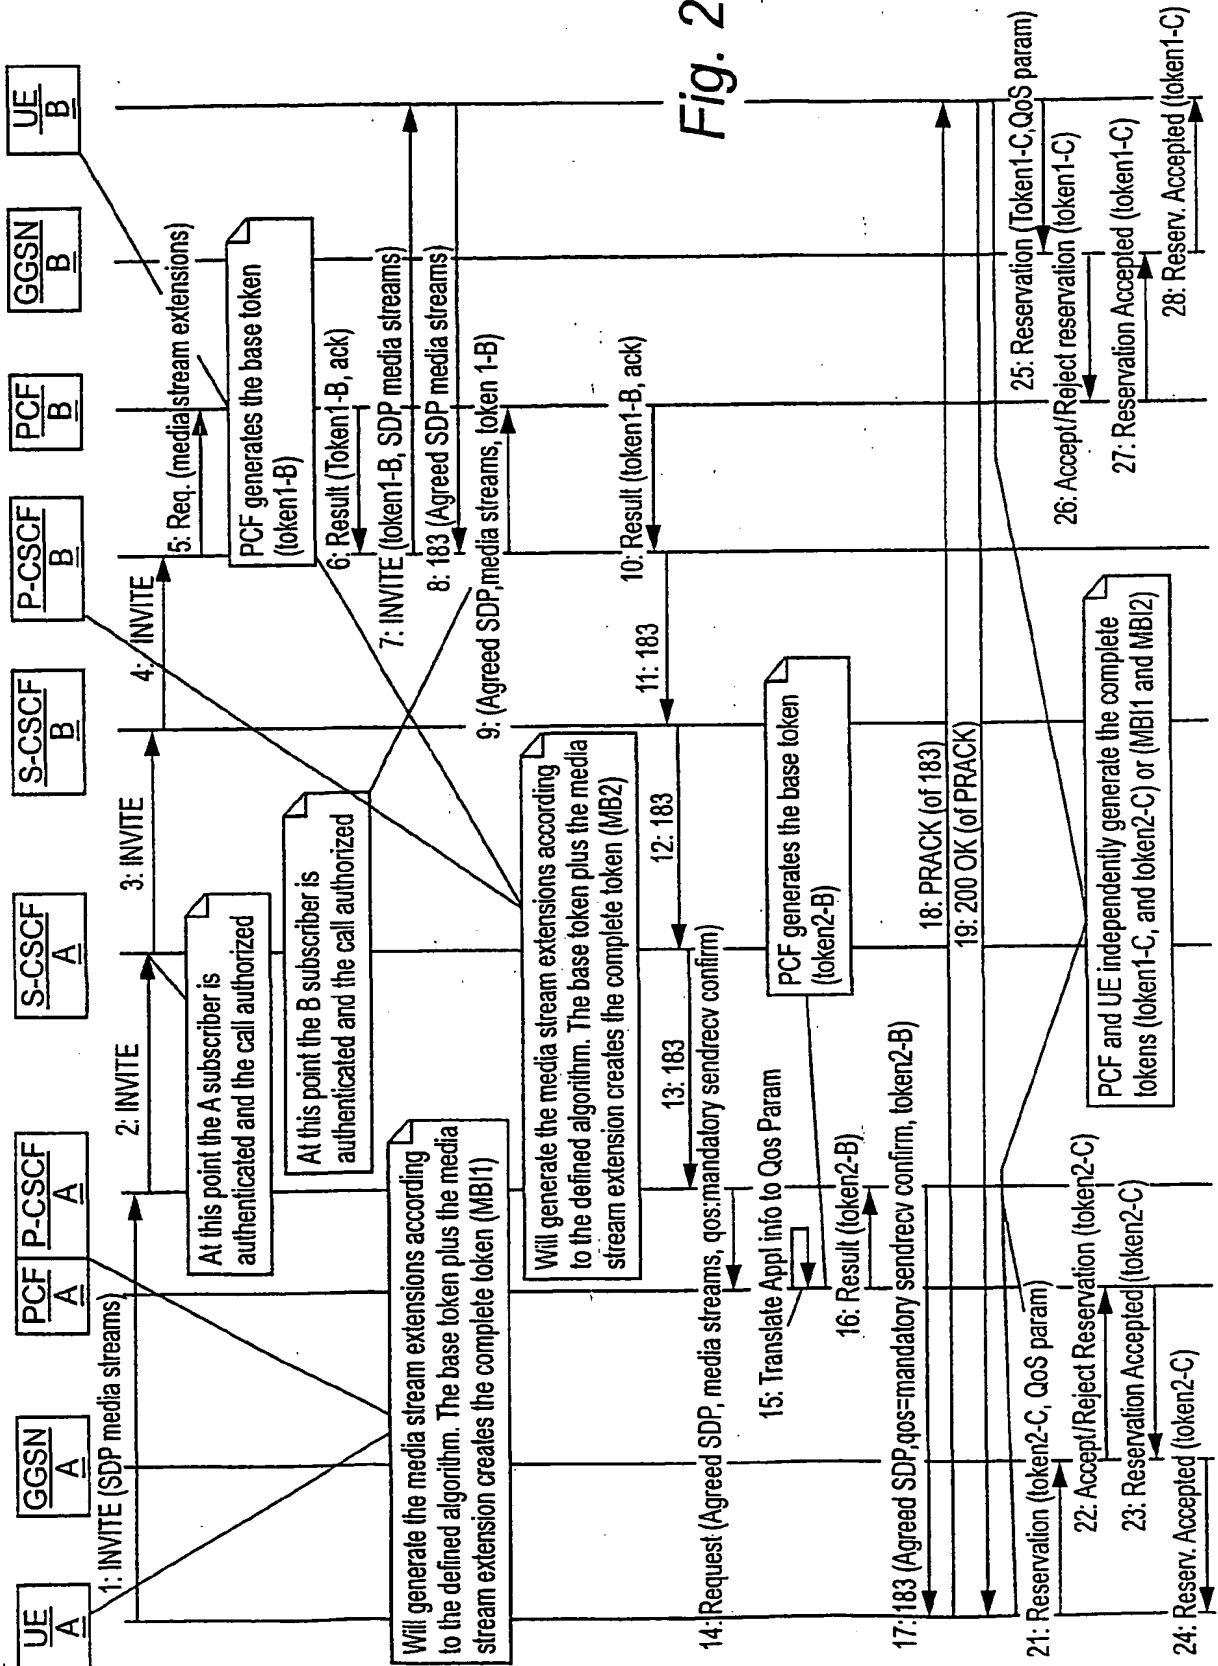 UE
A
GGSN
A
PCF
A
P-CSCF
A
S-CSCF
A
S-CSCF
B
P-CSCF
B
PCF
B
GGSN
B
UE
B
1: INVITE (SDP media streams)
2: INVITE
3: INVITE
4: INVITE
5: Req. (media stream extensions)
At this point the A subscriber is
authenticated and the call authorized
PCF generates the base token
(token1-B)
At this point the B subscriber is
authenticated and the call authorized
6: Result (Token1-B, ack)
7: INVITE (token1-B, SDP media streams)
8: 183 (Agreed SDP media streams)
Will generate the media stream extensions according
to the defined algorithm. The base token plus the media
stream extension creates the complete token (MBI1)
9: (Agreed SDP,media streams, token 1-B)
Will generate the media stream extensions according
to the defined algorithm. The base token plus the media
stream extension creates the complete token (MB2)
10: Result (token1-B, ack)
11: 183
12: 183
13: 183
14: Request (Agreed SDP, media streams, qos:mandatory sendrecv confirm)
15: Translate Appl info to Qos Param
PCF generates the base token
(token2-B)
16: Result (token2-B)
17: 183 (Agreed SDP,qos=mandatory sendrecv confirm, token2-B)
18: PRACK (of 183)
19: 200 OK (of PRACK)
21: Reservation (token2-C, QoS param)
22: Accept/Reject Reservation (token2-C)
23: Reservation Accepted (token2-C)
24: Reserv. Accepted (token2-C)
PCF and UE independently generate the complete
tokens (token1-C, and token2-C) or (MBI1 and MBI2)
25: Reservation (Token1-C,QoS param)
26: Accept/Reject reservation (token1-C)
27: Reservation Accepted (token1-C)
28: Reserv. Accepted (token1-C)
Fig. 2